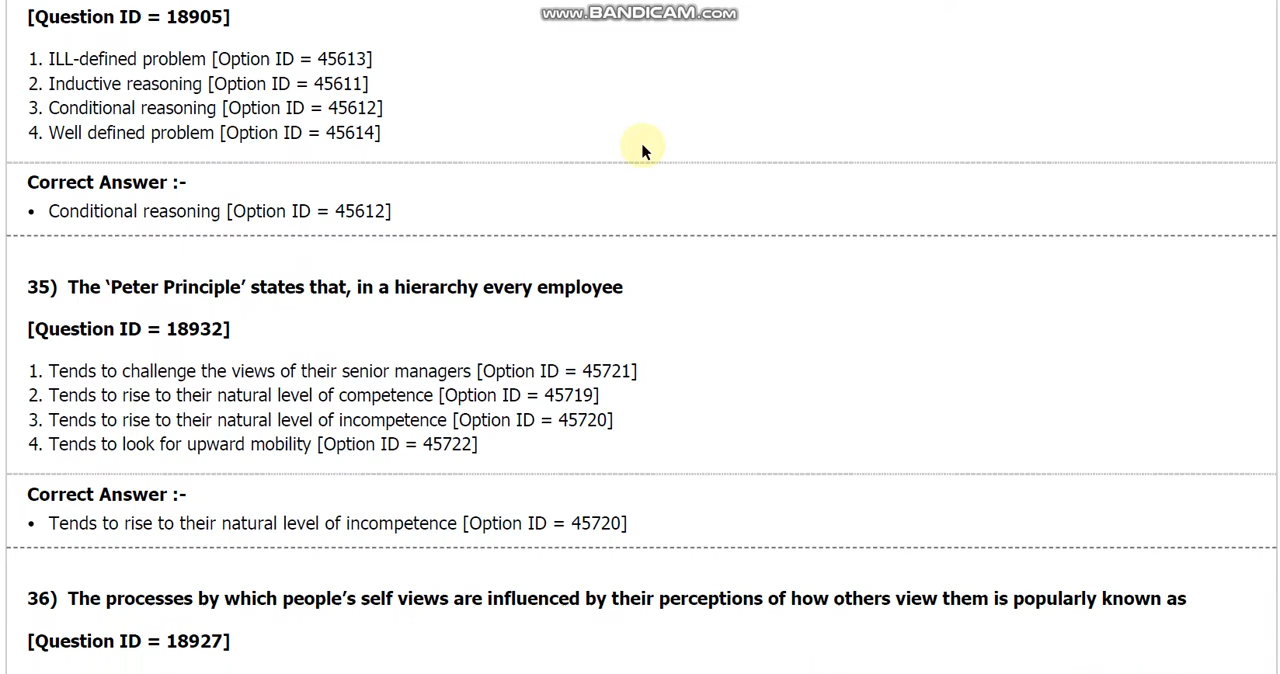 www.BANDICAM.com
[Question ID = 18905]
1. ILL-defined problem [Option ID = 45613]
2. Inductive reasoning [Option ID = 45611]
3. Conditional reasoning [Option ID = 45612]
4. Well defined problem [Option ID = 45614]
Correct Answer :-
• Conditional reasoning [Option ID = 45612]
35) The ‘Peter Principle’ states that, in a hierarchy every employee
[Question ID = 18932]
1. Tends to challenge the views of their senior managers [Option ID = 45721]
2. Tends to rise to their natural level of competence [Option ID = 45719]
3. Tends to rise to their natural level of incompetence [Option ID = 45720]
4. Tends to look for upward mobility [Option ID = 45722]
Correct Answer :-
• Tends to rise to their natural level of incompetence [Option ID = 45720]
36) The processes by which people’s self views are influenced by their perceptions of how others view them is popularly known as
[Question ID = 18927]